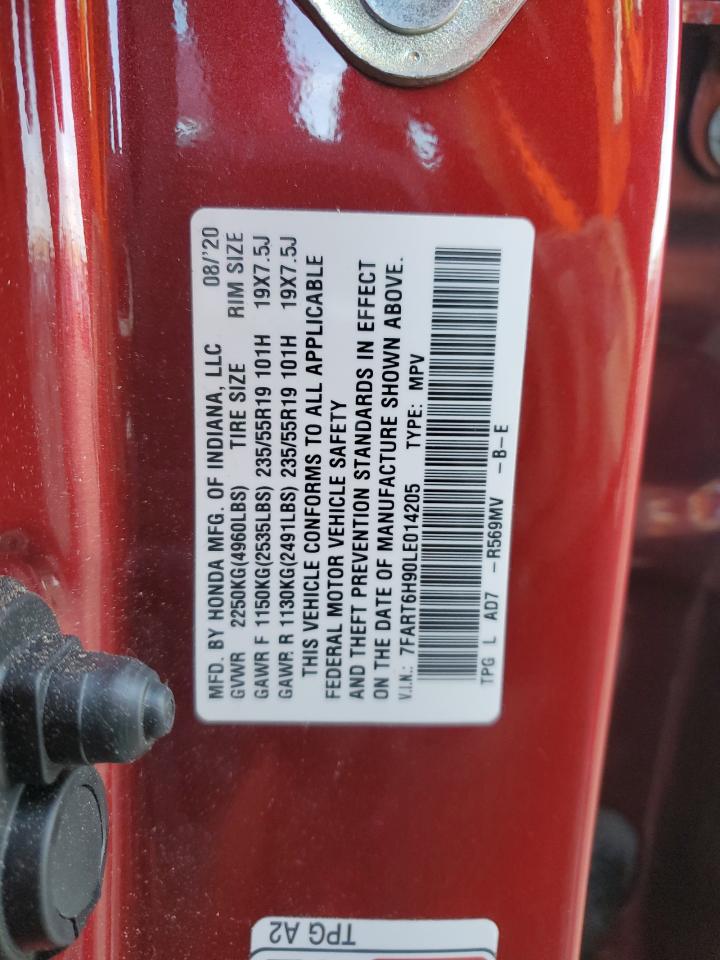 MFD. BY HONDA MFG. OF INDIANA, LLC 08/'20
GVWR 2250KG(4960LBS) TIRE SIZE RIM SIZE
GAWR F 1150KG(2535LBS) 235/55R19 101H 19X7.5J
GAWR R 1130KG(2491LBS) 235/55R19 101H 19X7.5J
THIS VEHICLE CONFORMS TO ALL APPLICABLE
FEDERAL MOTOR VEHICLE SAFETY
AND THEFT PREVENTION STANDARDS IN EFFECT
ON THE DATE OF MANUFACTURE SHOWN ABOVE.
V.I.N.: 7FART6H90LE014205 TYPE: MPV
TPG L AD7 -R569MV -B-E
TPG A2